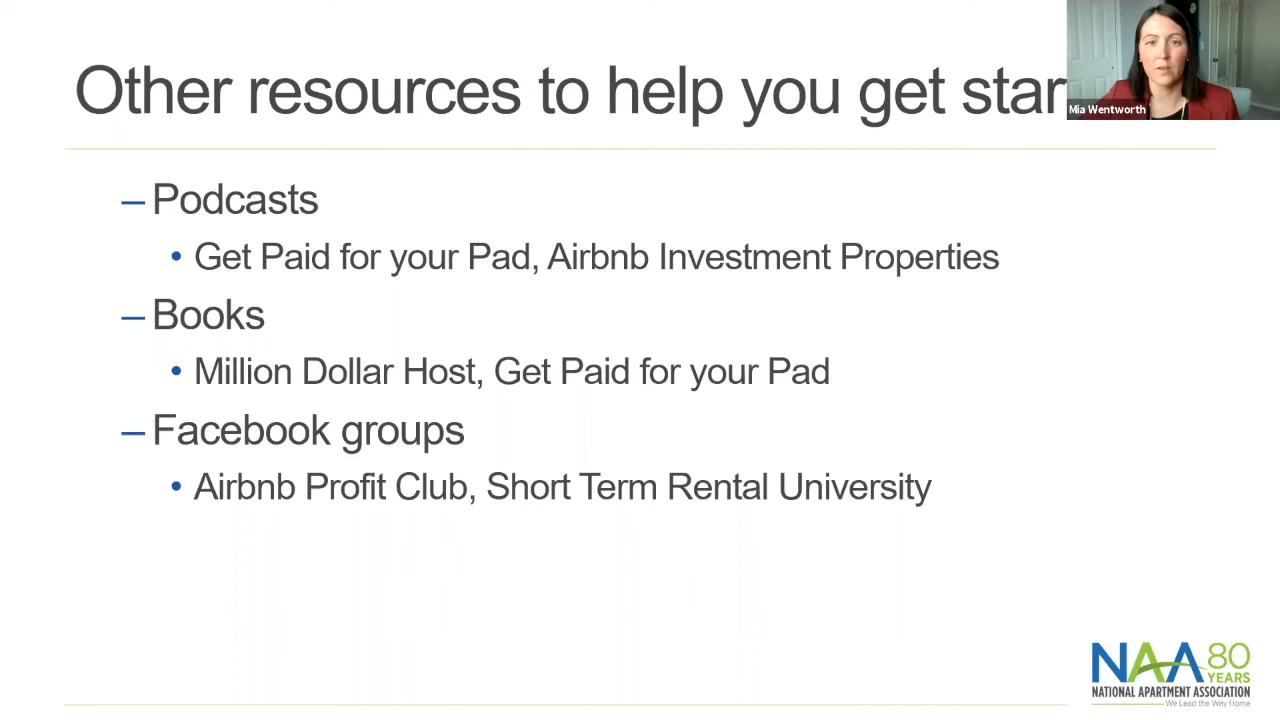 Other resources to help you get star
Mia Wentworth
– Podcasts
• Get Paid for your Pad, Airbnb Investment Properties
– Books
• Million Dollar Host, Get Paid for your Pad
– Facebook groups
• Airbnb Profit Club, Short Term Rental University
NAA 80
YEARS
NATIONAL APARTMENT ASSOCIATION
We Lead the Way Home